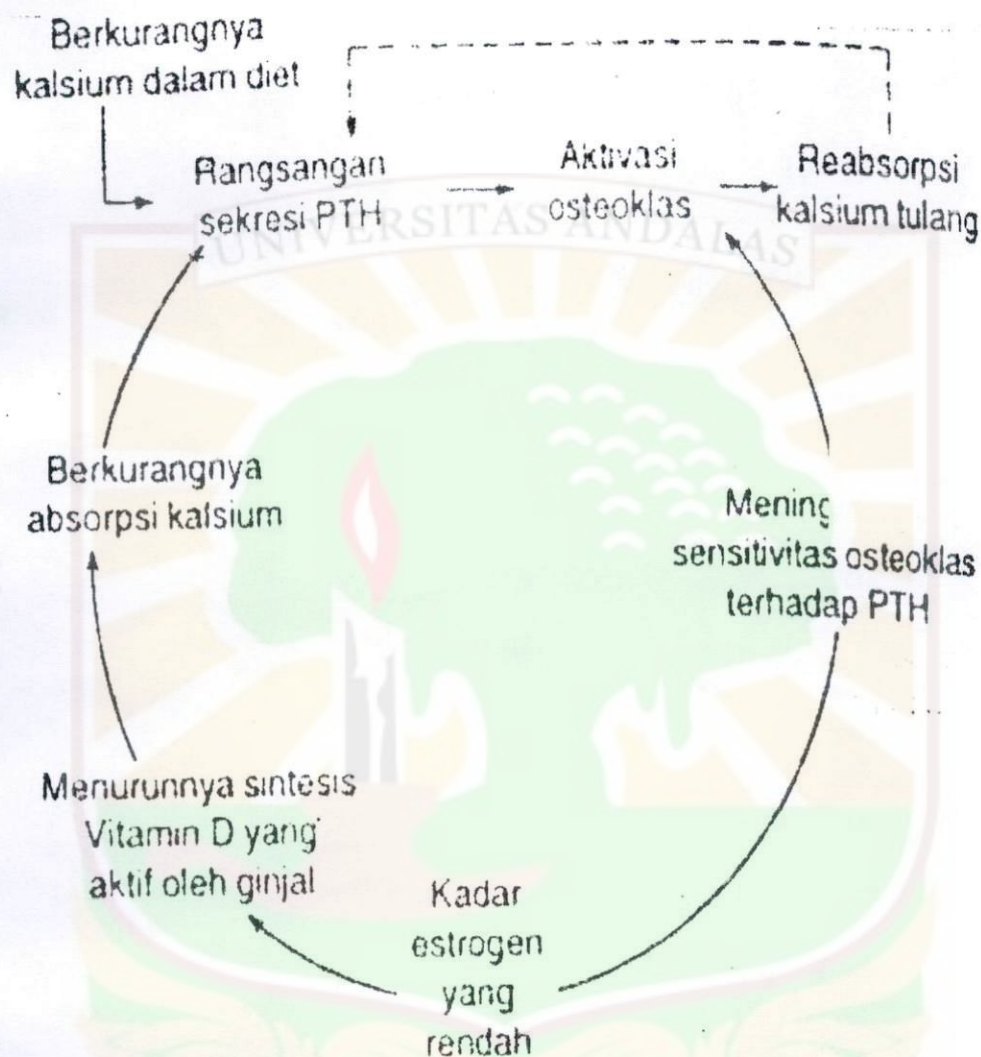 Berkurangnya
kalsium dalam diet
Rangsangan
sekresi PTH
Aktivasi
osteoklas
Reabsorpsi
kalsium tulang
UNIVERSITAS ANDALAS
Berkurangnya
absorpsi kalsium
Mening
sensitivitas osteoklas
terhadap PTH
Menurunnya sintesis
Vitamin D yang
aktif oleh ginjal
Kadar
estrogen
yang
rendah